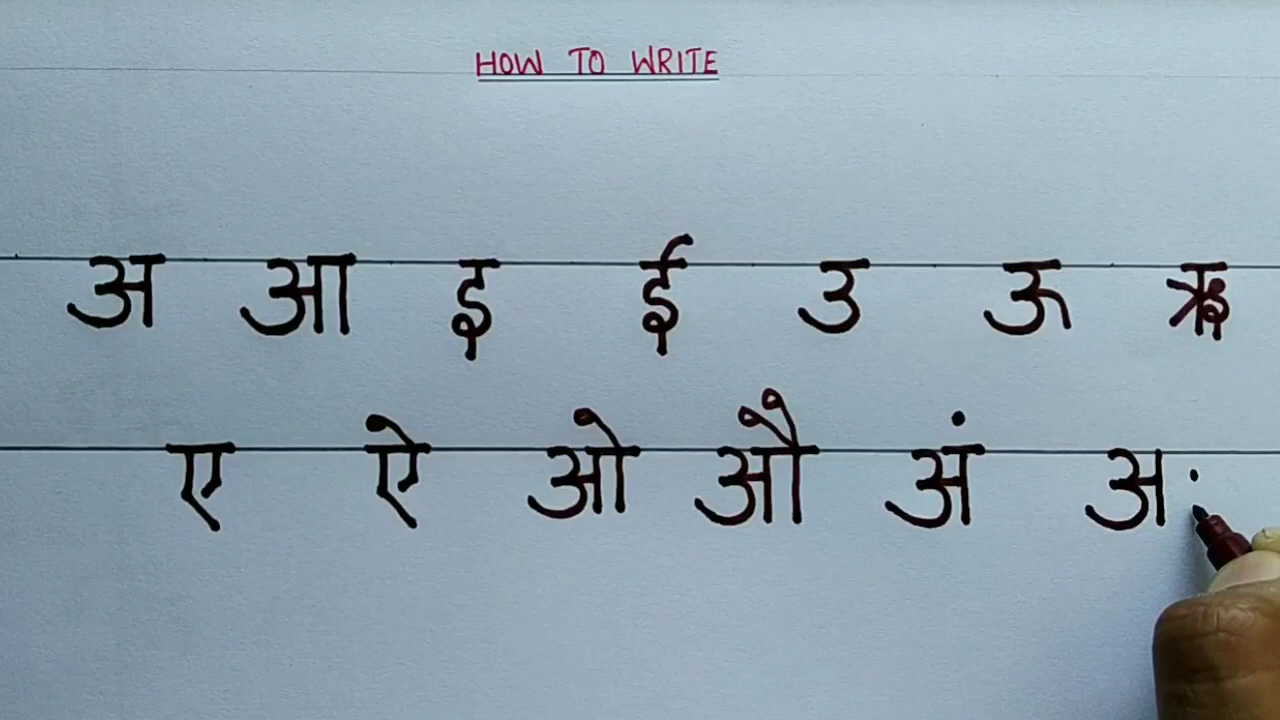 HOW TO WRITE
अ आ इ ई उ ऊ ऋ
ए ऐ ओ औ अं अः